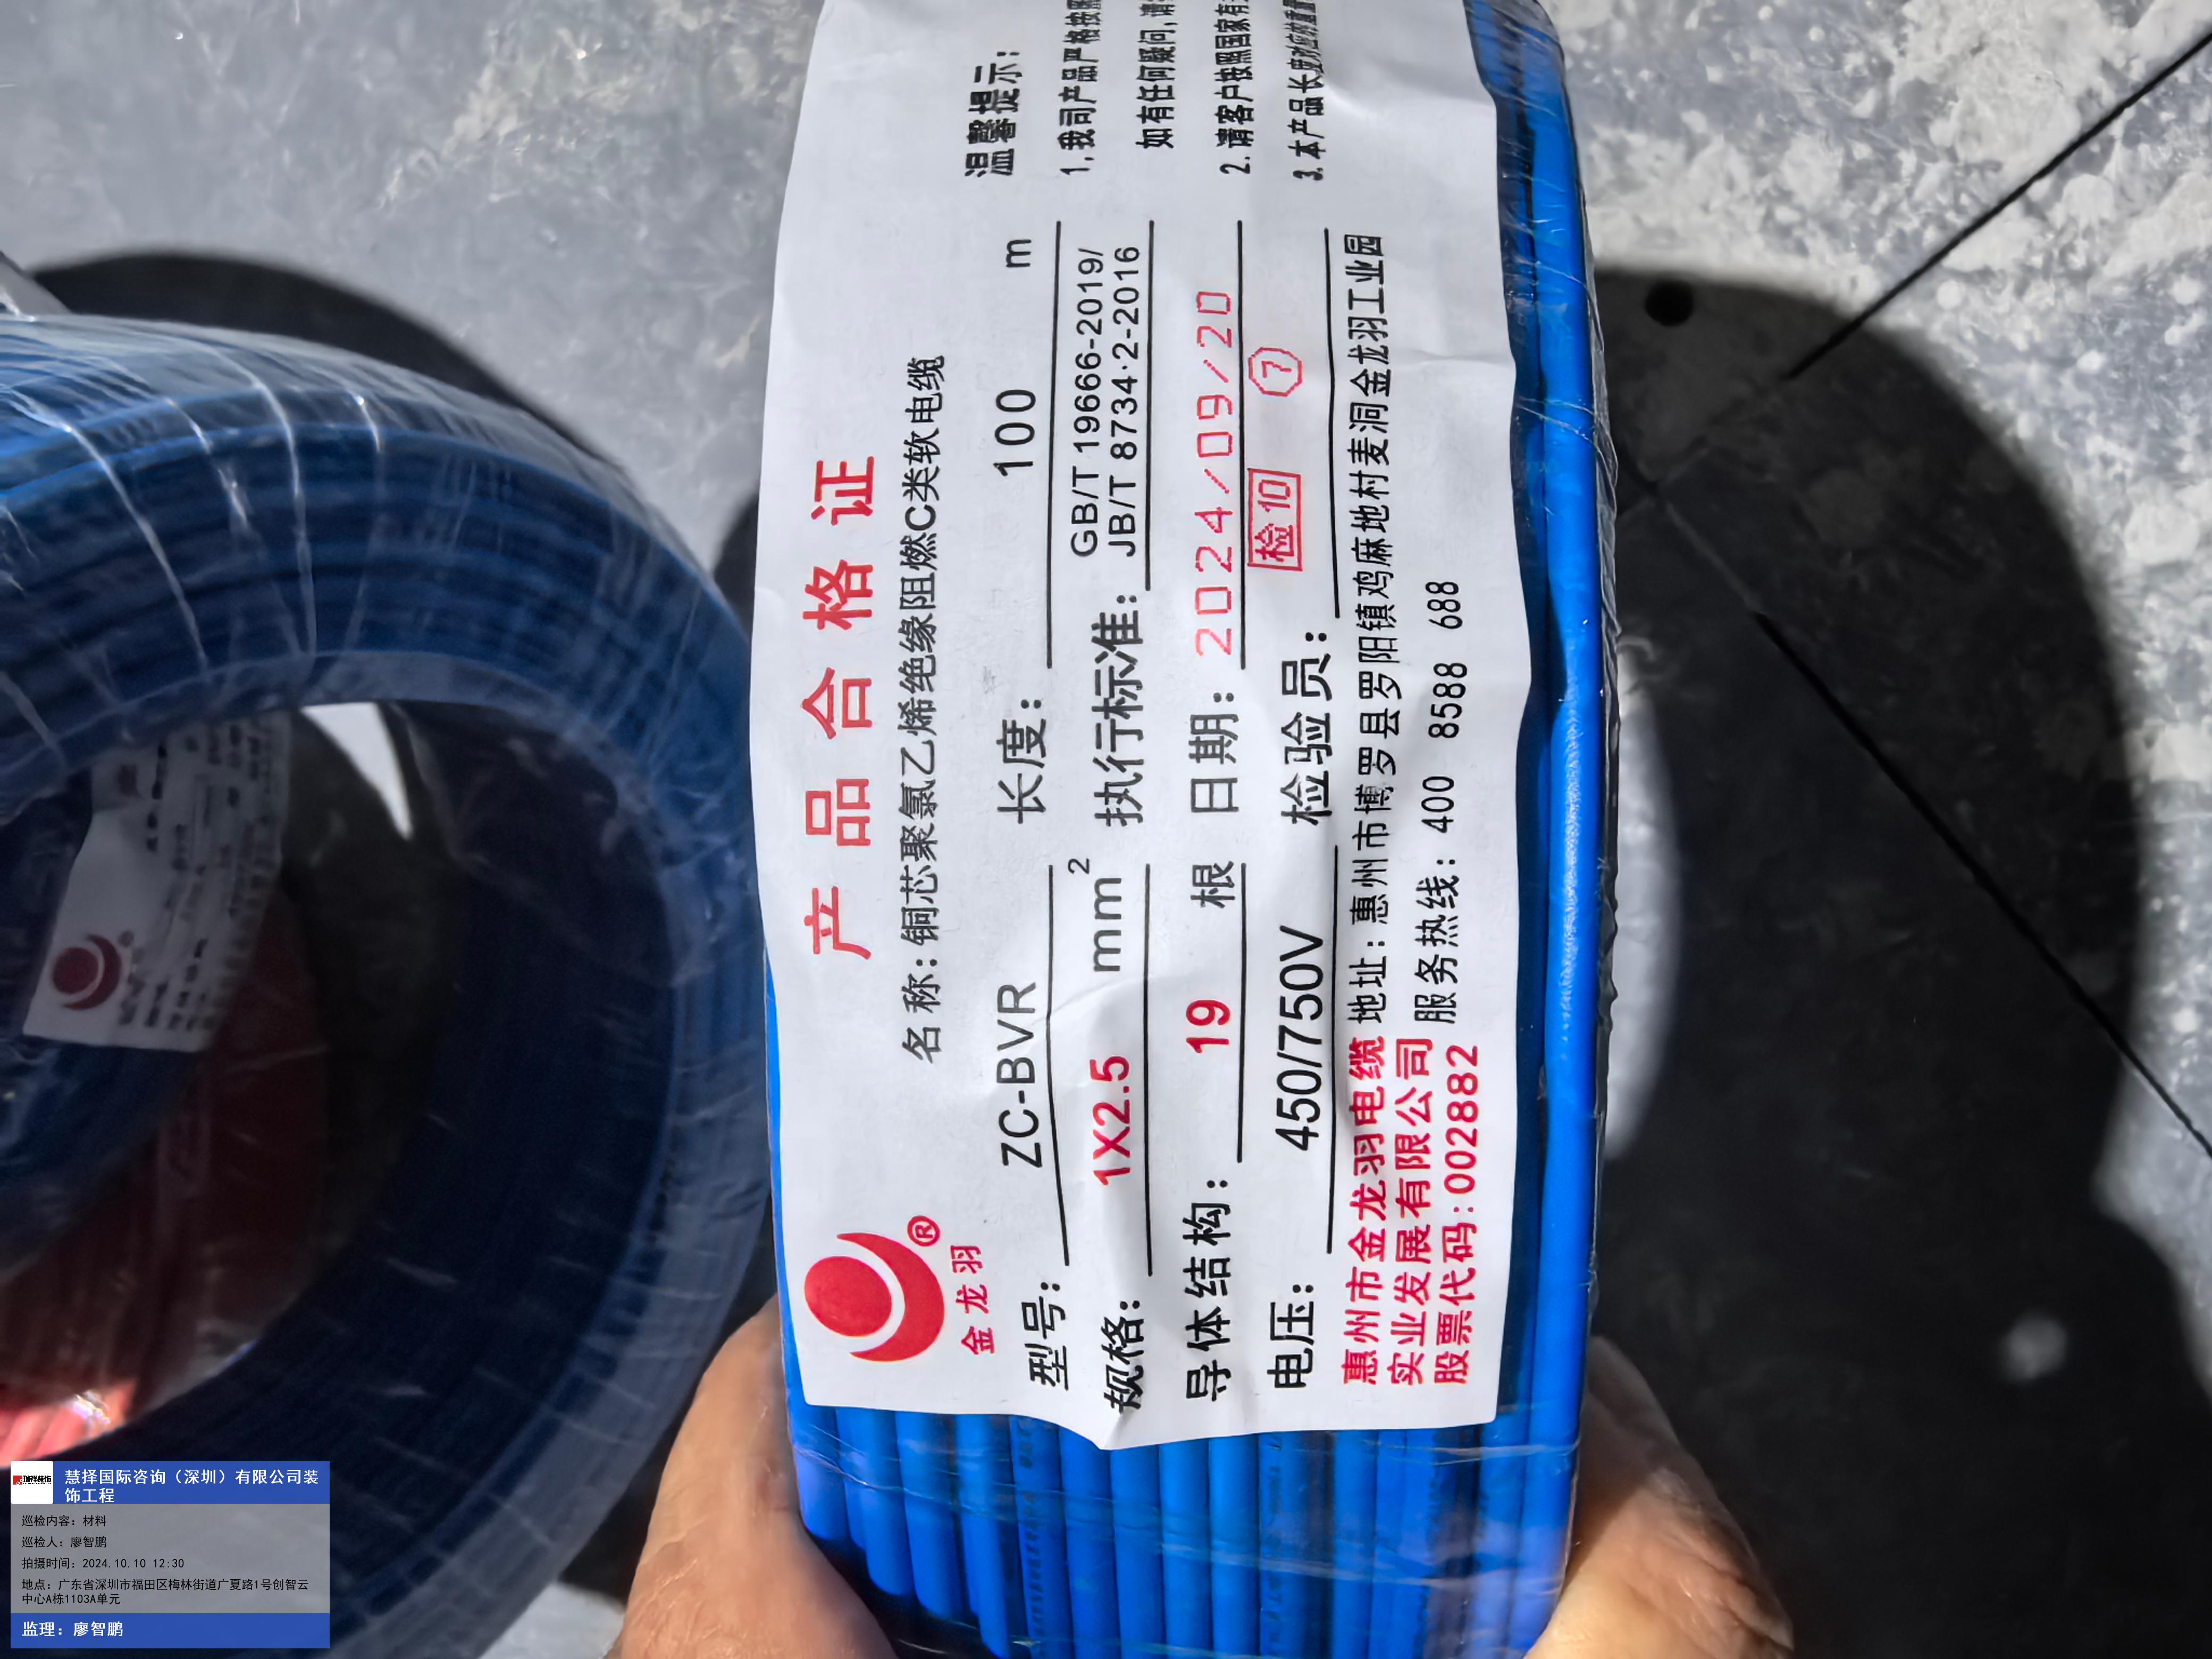 产品合格证
金龙羽
®
名称：铜芯聚氯乙烯绝缘阻燃C类软电缆
型号：ZC-BVR 长度：100 m
规格：1X2.5 mm² 执行标准：GB/T 19666-2019/
JB/T 8734·2-2016
导体结构：19 根 日期：2024/09/20
电压：450/750V 检验员：检10 7
惠州市金龙羽电缆
实业发展有限公司
股票代码:002882
地址：惠州市博罗县罗阳镇鸡麻地村麦洞金龙羽工业园
服务热线：400 8588 688
温馨提示：
1.我司产品严格按照
如有任何疑问,请
2.请客户按照国家有
3.本产品长度对应的重量
慧择国际咨询（深圳）有限公司装
饰工程
巡检内容：材料
巡检人：廖智鹏
拍摄时间：2024.10.10 12:30
地点：广东省深圳市福田区梅林街道广夏路1号创智云
中心A栋1103A单元
监理：廖智鹏